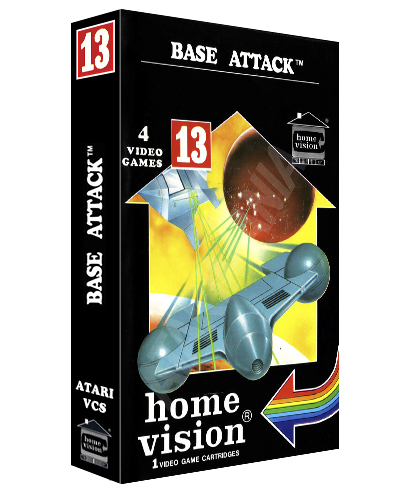 13
BASE ATTACK™
ATARI
VCS
home
vision
BASE ATTACK™
4
VIDEO
GAMES
13
home
vision
home
vision®
1 VIDEO GAME CARTRIDGES